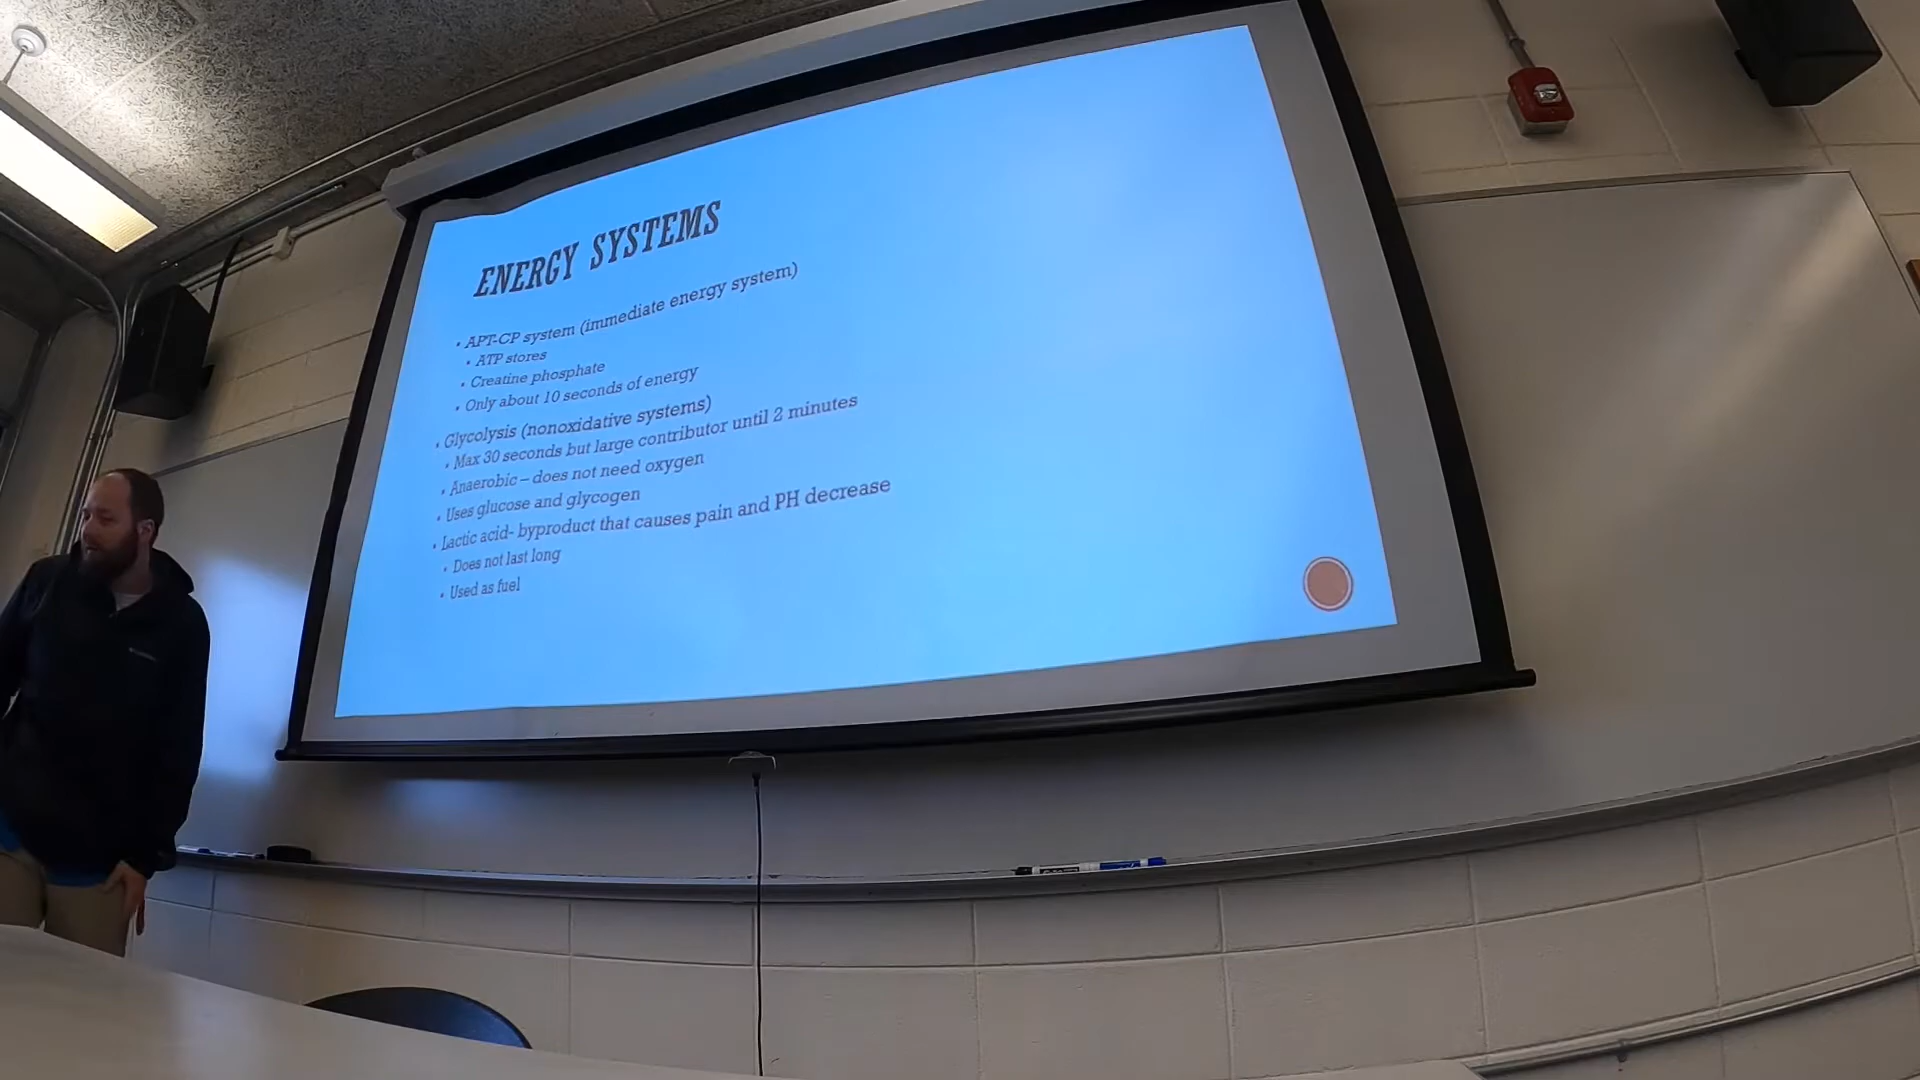 ENERGY SYSTEMS
• APT-CP system (immediate energy system)
• ATP stores
• Creatine phosphate
• Only about 10 seconds of energy
• Glycolysis (nonoxidative systems)
• Max 30 seconds but large contributor until 2 minutes
• Anaerobic – does not need oxygen
• Uses glucose and glycogen
• Lactic acid- byproduct that causes pain and PH decrease
• Does not last long
• Used as fuel